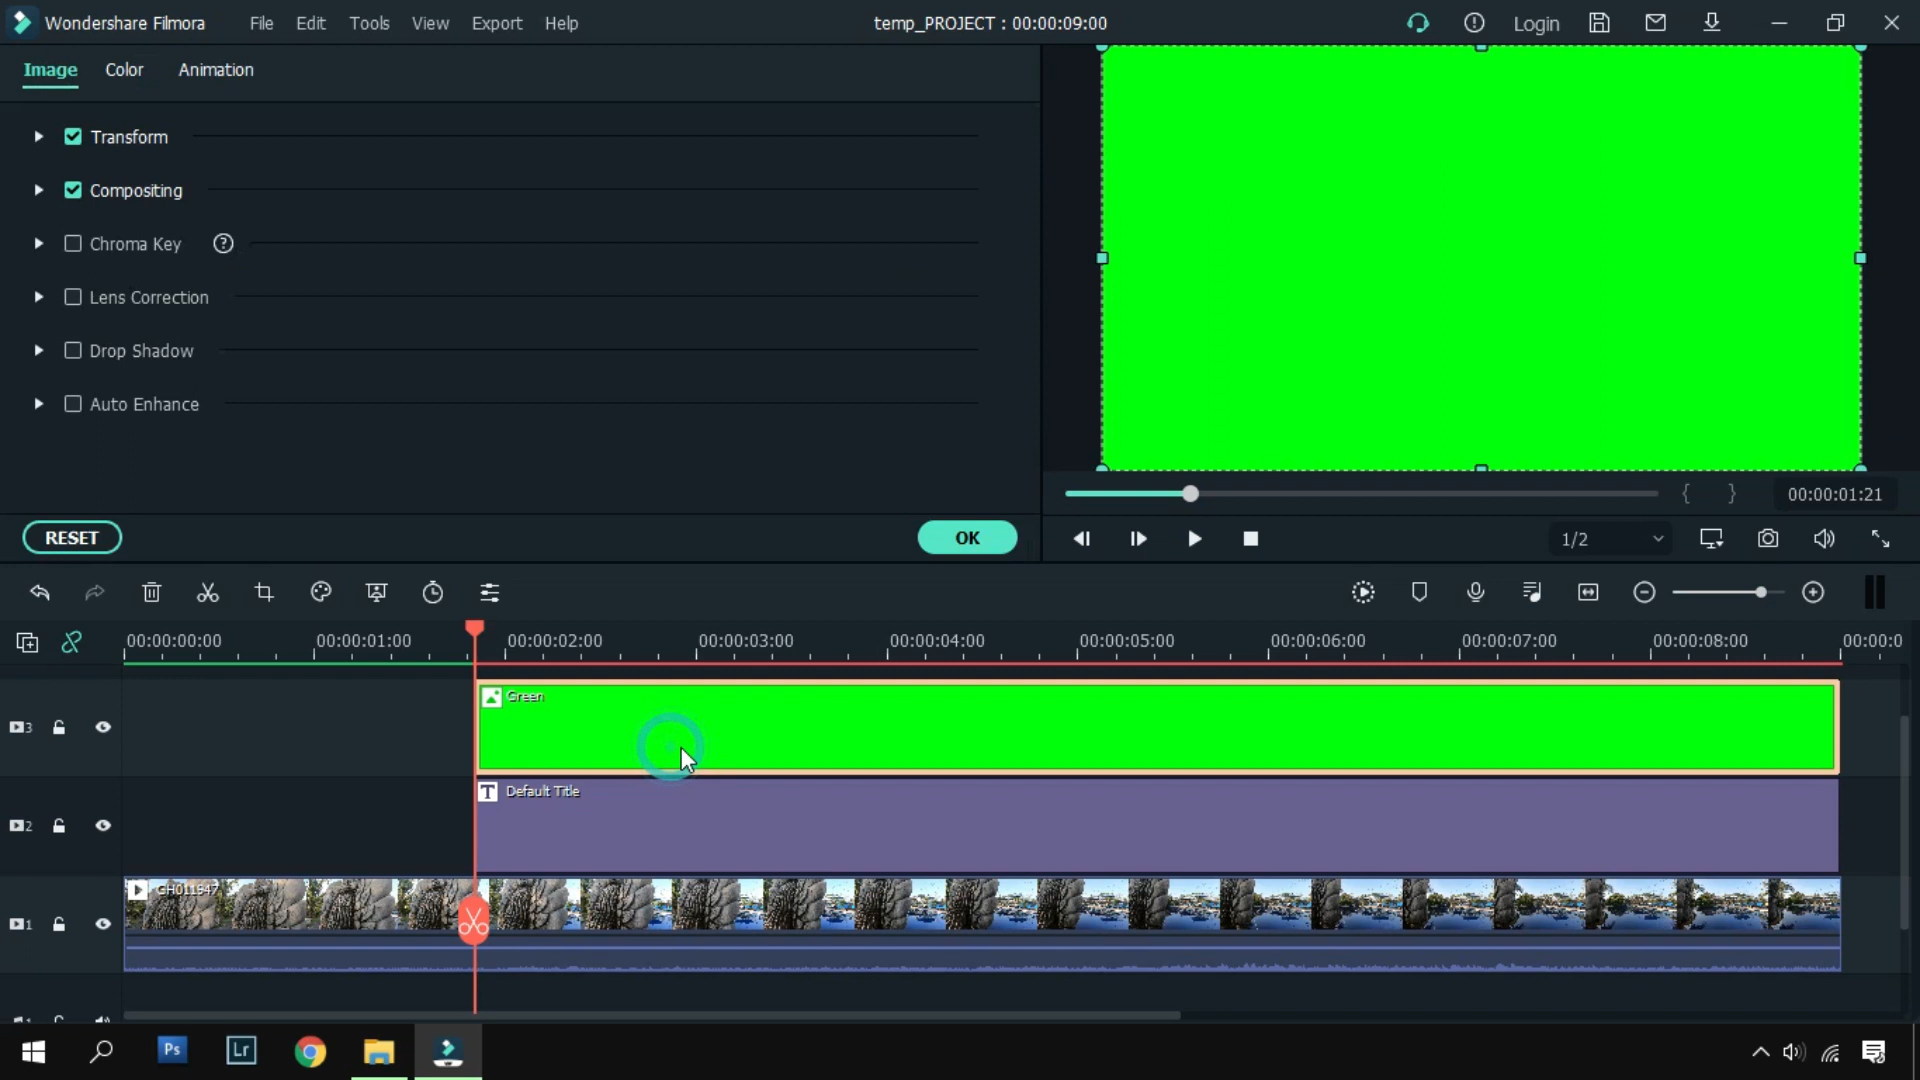 Wondershare Filmora File Edit Tools View Export Help temp_PROJECT : 00:00:09:00 Login
Image Color Animation
Transform
Compositing
Chroma Key ?
Lens Correction
Drop Shadow
Auto Enhance
{ } 00:00:01:21
RESET OK 1/2
00:00:00:00 00:00:01:00 00:00:02:00 00:00:03:00 00:00:04:00 00:00:05:00 00:00:06:00 00:00:07:00 00:00:08:00 00:00:0
Green
3
T Default Title
2
GH011947
1
Ps Lr